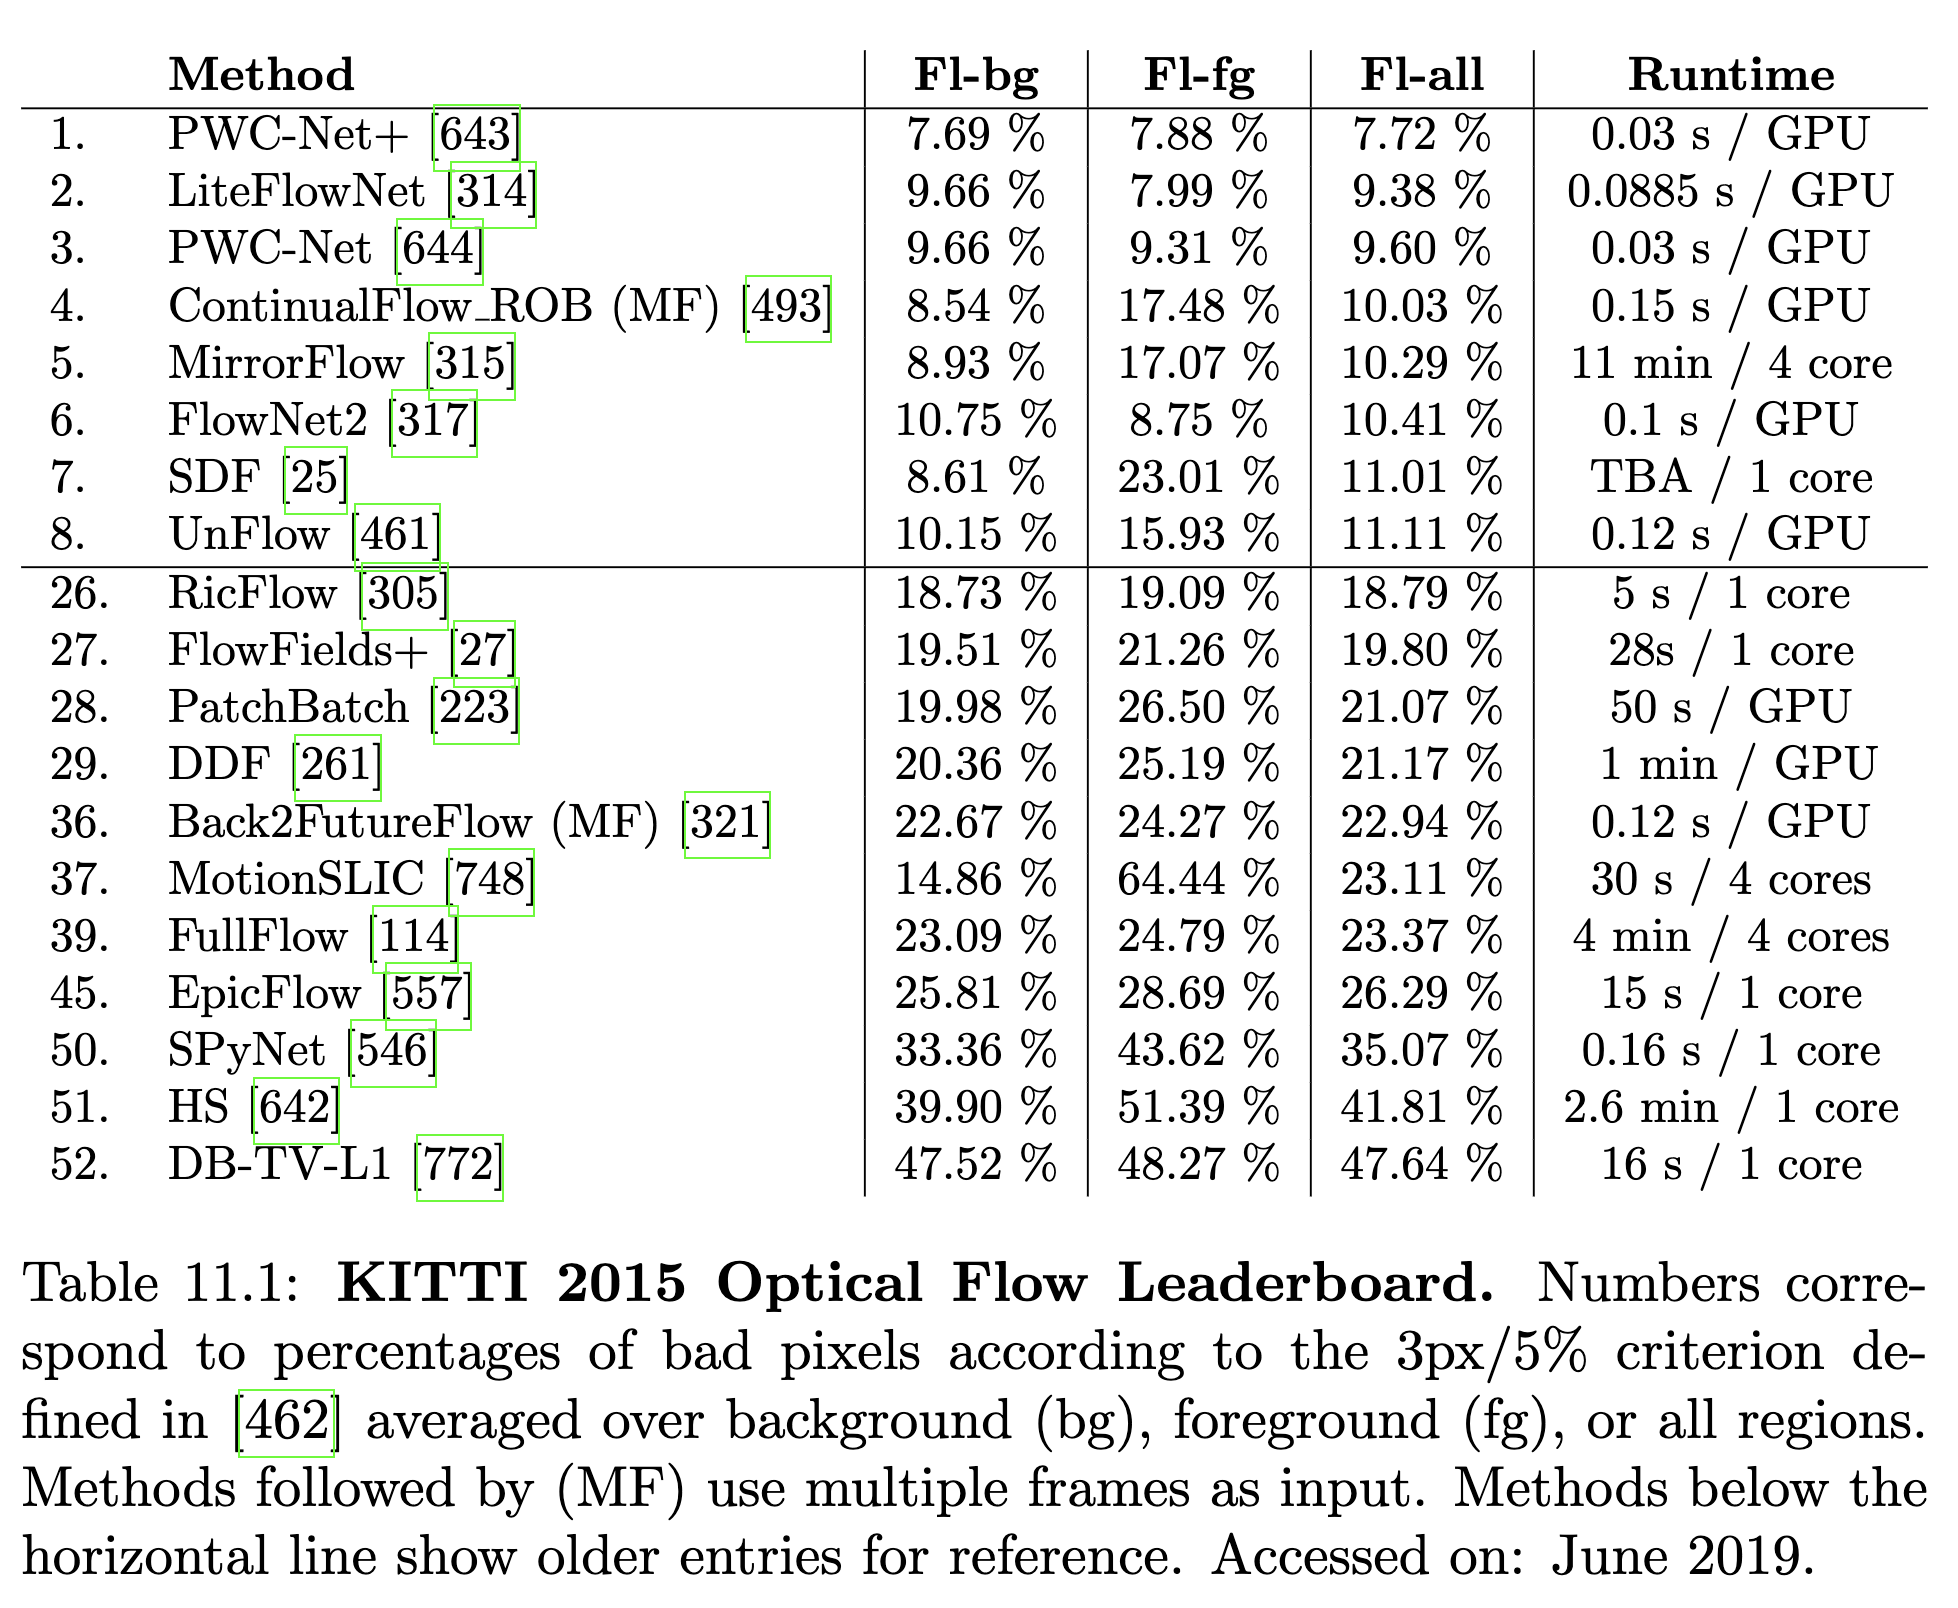 Method Fl-bg Fl-fg Fl-all Runtime
1. PWC-Net+ [643] 7.69 % 7.88 % 7.72 % 0.03 s / GPU
2. LiteFlowNet [314] 9.66 % 7.99 % 9.38 % 0.0885 s / GPU
3. PWC-Net [644] 9.66 % 9.31 % 9.60 % 0.03 s / GPU
4. ContinualFlow_ROB (MF) [493] 8.54 % 17.48 % 10.03 % 0.15 s / GPU
5. MirrorFlow [315] 8.93 % 17.07 % 10.29 % 11 min / 4 core
6. FlowNet2 [317] 10.75 % 8.75 % 10.41 % 0.1 s / GPU
7. SDF [25] 8.61 % 23.01 % 11.01 % TBA / 1 core
8. UnFlow [461] 10.15 % 15.93 % 11.11 % 0.12 s / GPU
26. RicFlow [305] 18.73 % 19.09 % 18.79 % 5 s / 1 core
27. FlowFields+ [27] 19.51 % 21.26 % 19.80 % 28s / 1 core
28. PatchBatch [223] 19.98 % 26.50 % 21.07 % 50 s / GPU
29. DDF [261] 20.36 % 25.19 % 21.17 % 1 min / GPU
36. Back2FutureFlow (MF) [321] 22.67 % 24.27 % 22.94 % 0.12 s / GPU
37. MotionSLIC [748] 14.86 % 64.44 % 23.11 % 30 s / 4 cores
39. FullFlow [114] 23.09 % 24.79 % 23.37 % 4 min / 4 cores
45. EpicFlow [557] 25.81 % 28.69 % 26.29 % 15 s / 1 core
50. SPyNet [546] 33.36 % 43.62 % 35.07 % 0.16 s / 1 core
51. HS [642] 39.90 % 51.39 % 41.81 % 2.6 min / 1 core
52. DB-TV-L1 [772] 47.52 % 48.27 % 47.64 % 16 s / 1 core
Table 11.1: KITTI 2015 Optical Flow Leaderboard. Numbers corre-
spond to percentages of bad pixels according to the 3px/5% criterion de-
fined in [462] averaged over background (bg), foreground (fg), or all regions.
Methods followed by (MF) use multiple frames as input. Methods below the
horizontal line show older entries for reference. Accessed on: June 2019.